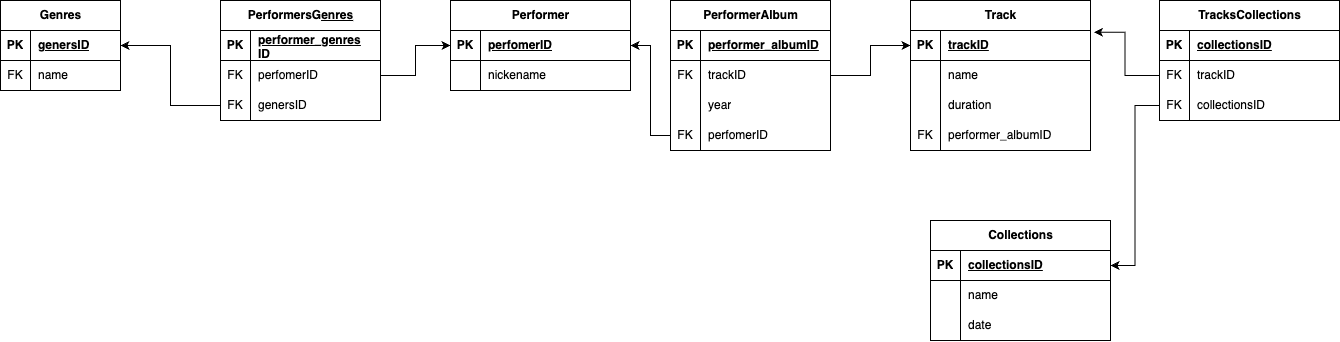 Genres
PK genersID
FK name
PerformersGenres
PK performer_genres
ID
FK perfomerID
FK genersID
Performer
PK perfomerID
nickename
PerformerAlbum
PK performer_albumID
FK trackID
year
FK perfomerID
Track
PK trackID
name
duration
FK performer_albumID
TracksCollections
PK collectionsID
FK trackID
FK collectionsID
Collections
PK collectionsID
name
date